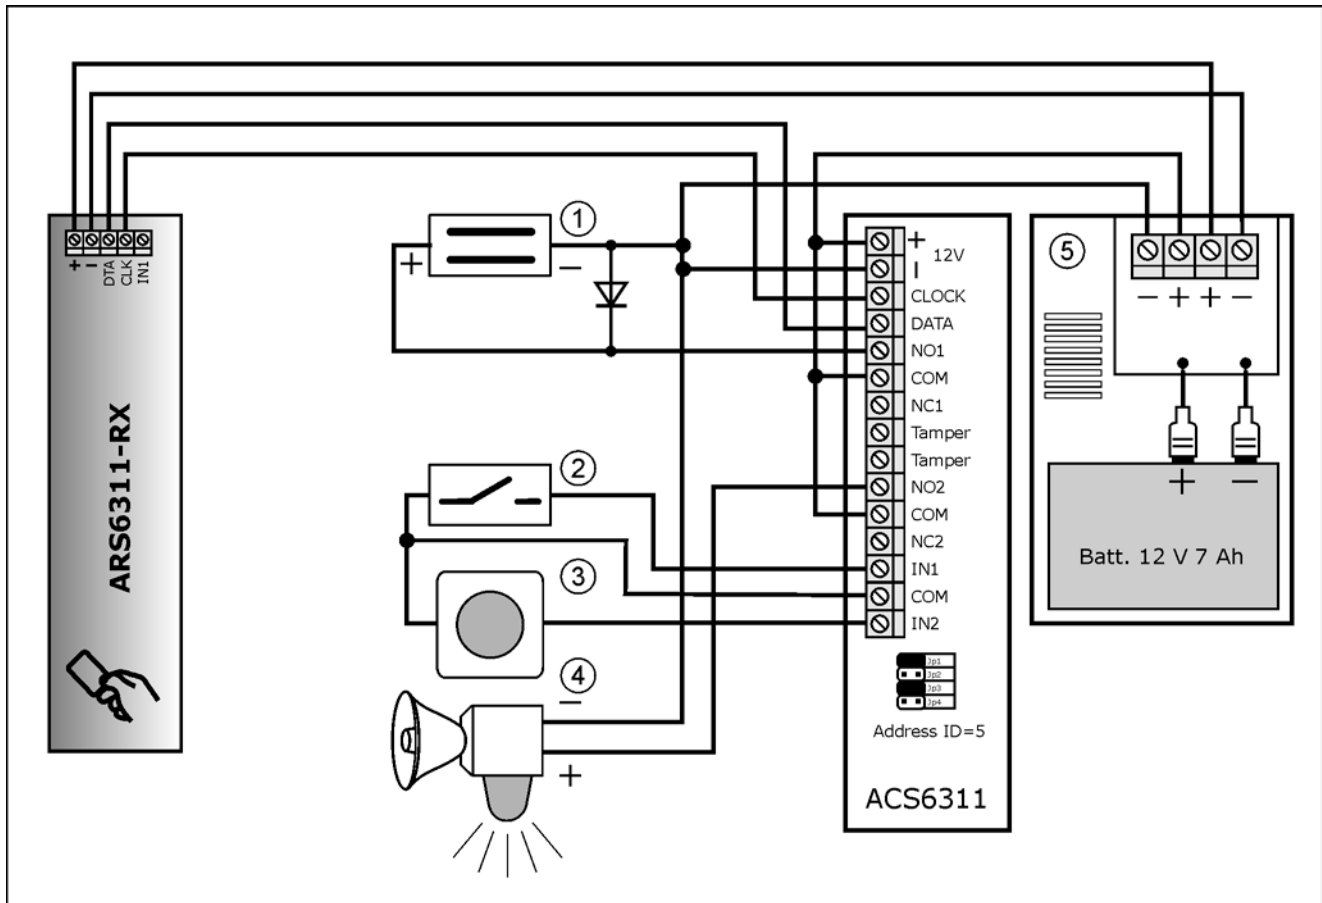 + − DTA CLK IN1
ARS6311-RX
1
+ −
2
3
4
−
+
+
−
12V
CLOCK
DATA
NO1
COM
NC1
Tamper
Tamper
NO2
COM
NC2
IN1
COM
IN2
Jp1
Jp2
Jp3
Jp4
Address ID=5
ACS6311
5
− + + −
+ −
Batt. 12 V 7 Ah